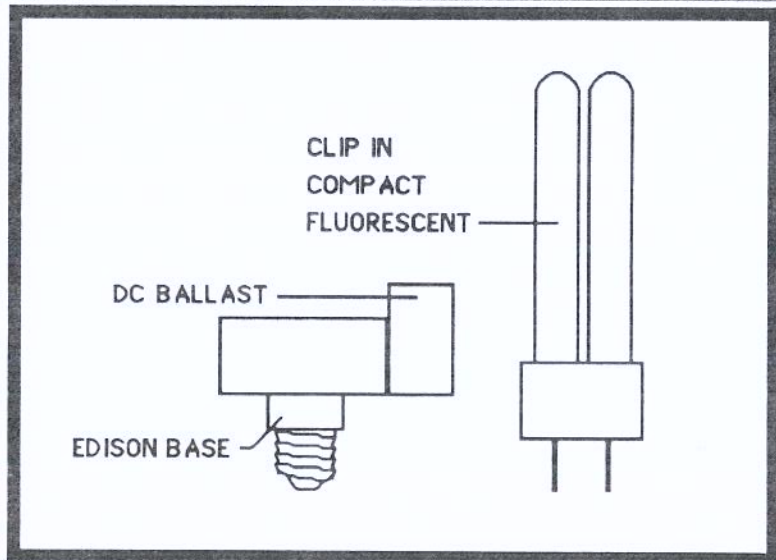 CLIP IN
COMPACT
FLUORESCENT
DC BALLAST
EDISON BASE